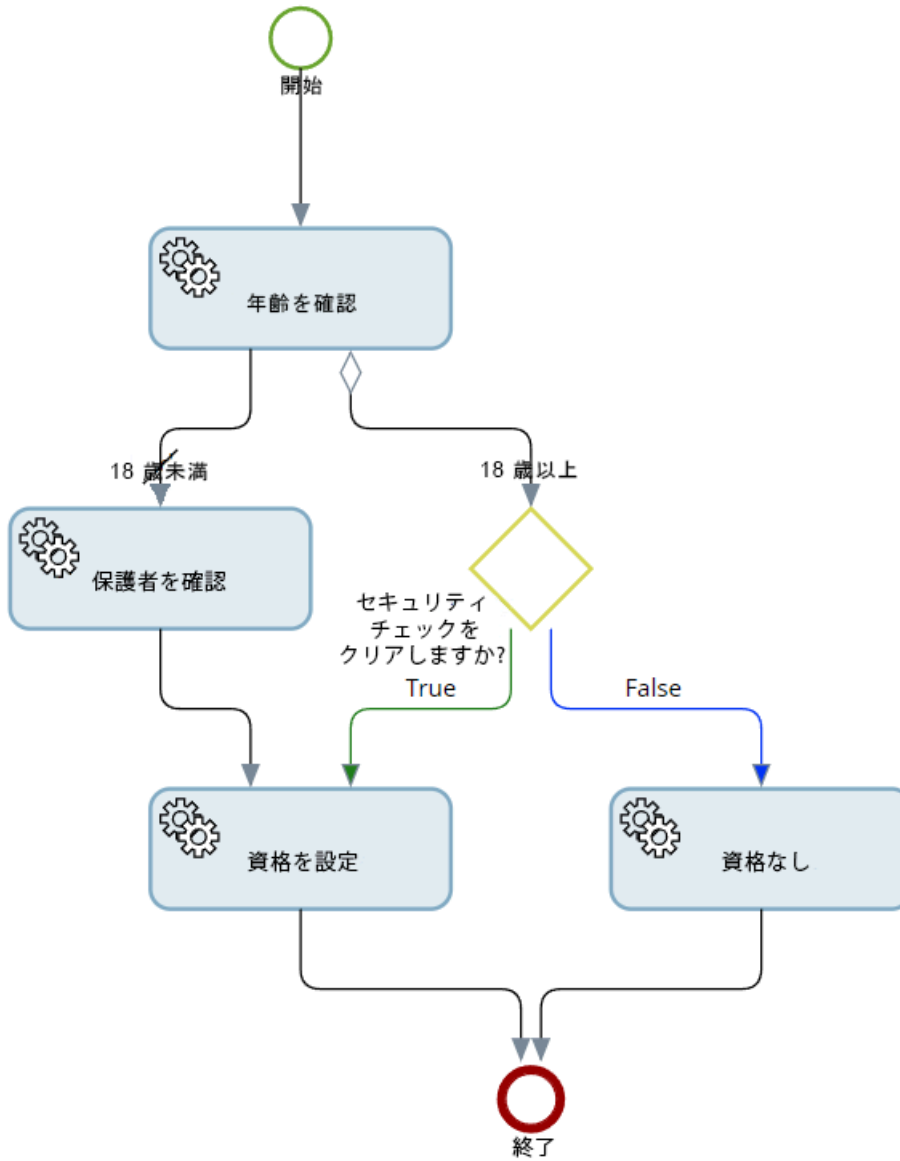 開始
年齢を確認
18 歳未満
18 歳以上
保護者を確認
セキュリティ
チェックを
クリアしますか?
True
False
資格を設定
資格なし
終了